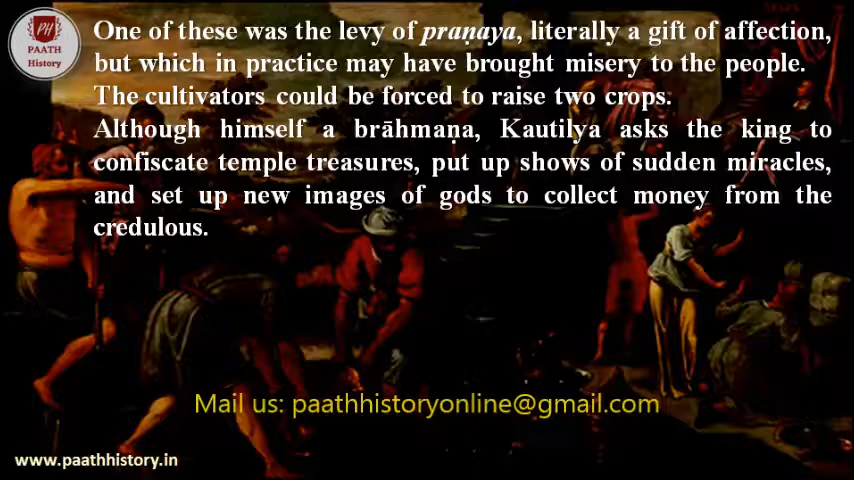 PH
PAATH
History
One of these was the levy of praṇaya, literally a gift of affection,
but which in practice may have brought misery to the people.
The cultivators could be forced to raise two crops.
Although himself a brāhmaṇa, Kautilya asks the king to
confiscate temple treasures, put up shows of sudden miracles,
and set up new images of gods to collect money from the
credulous.
Mail us: paathhistoryonline@gmail.com
www.paathhistory.in